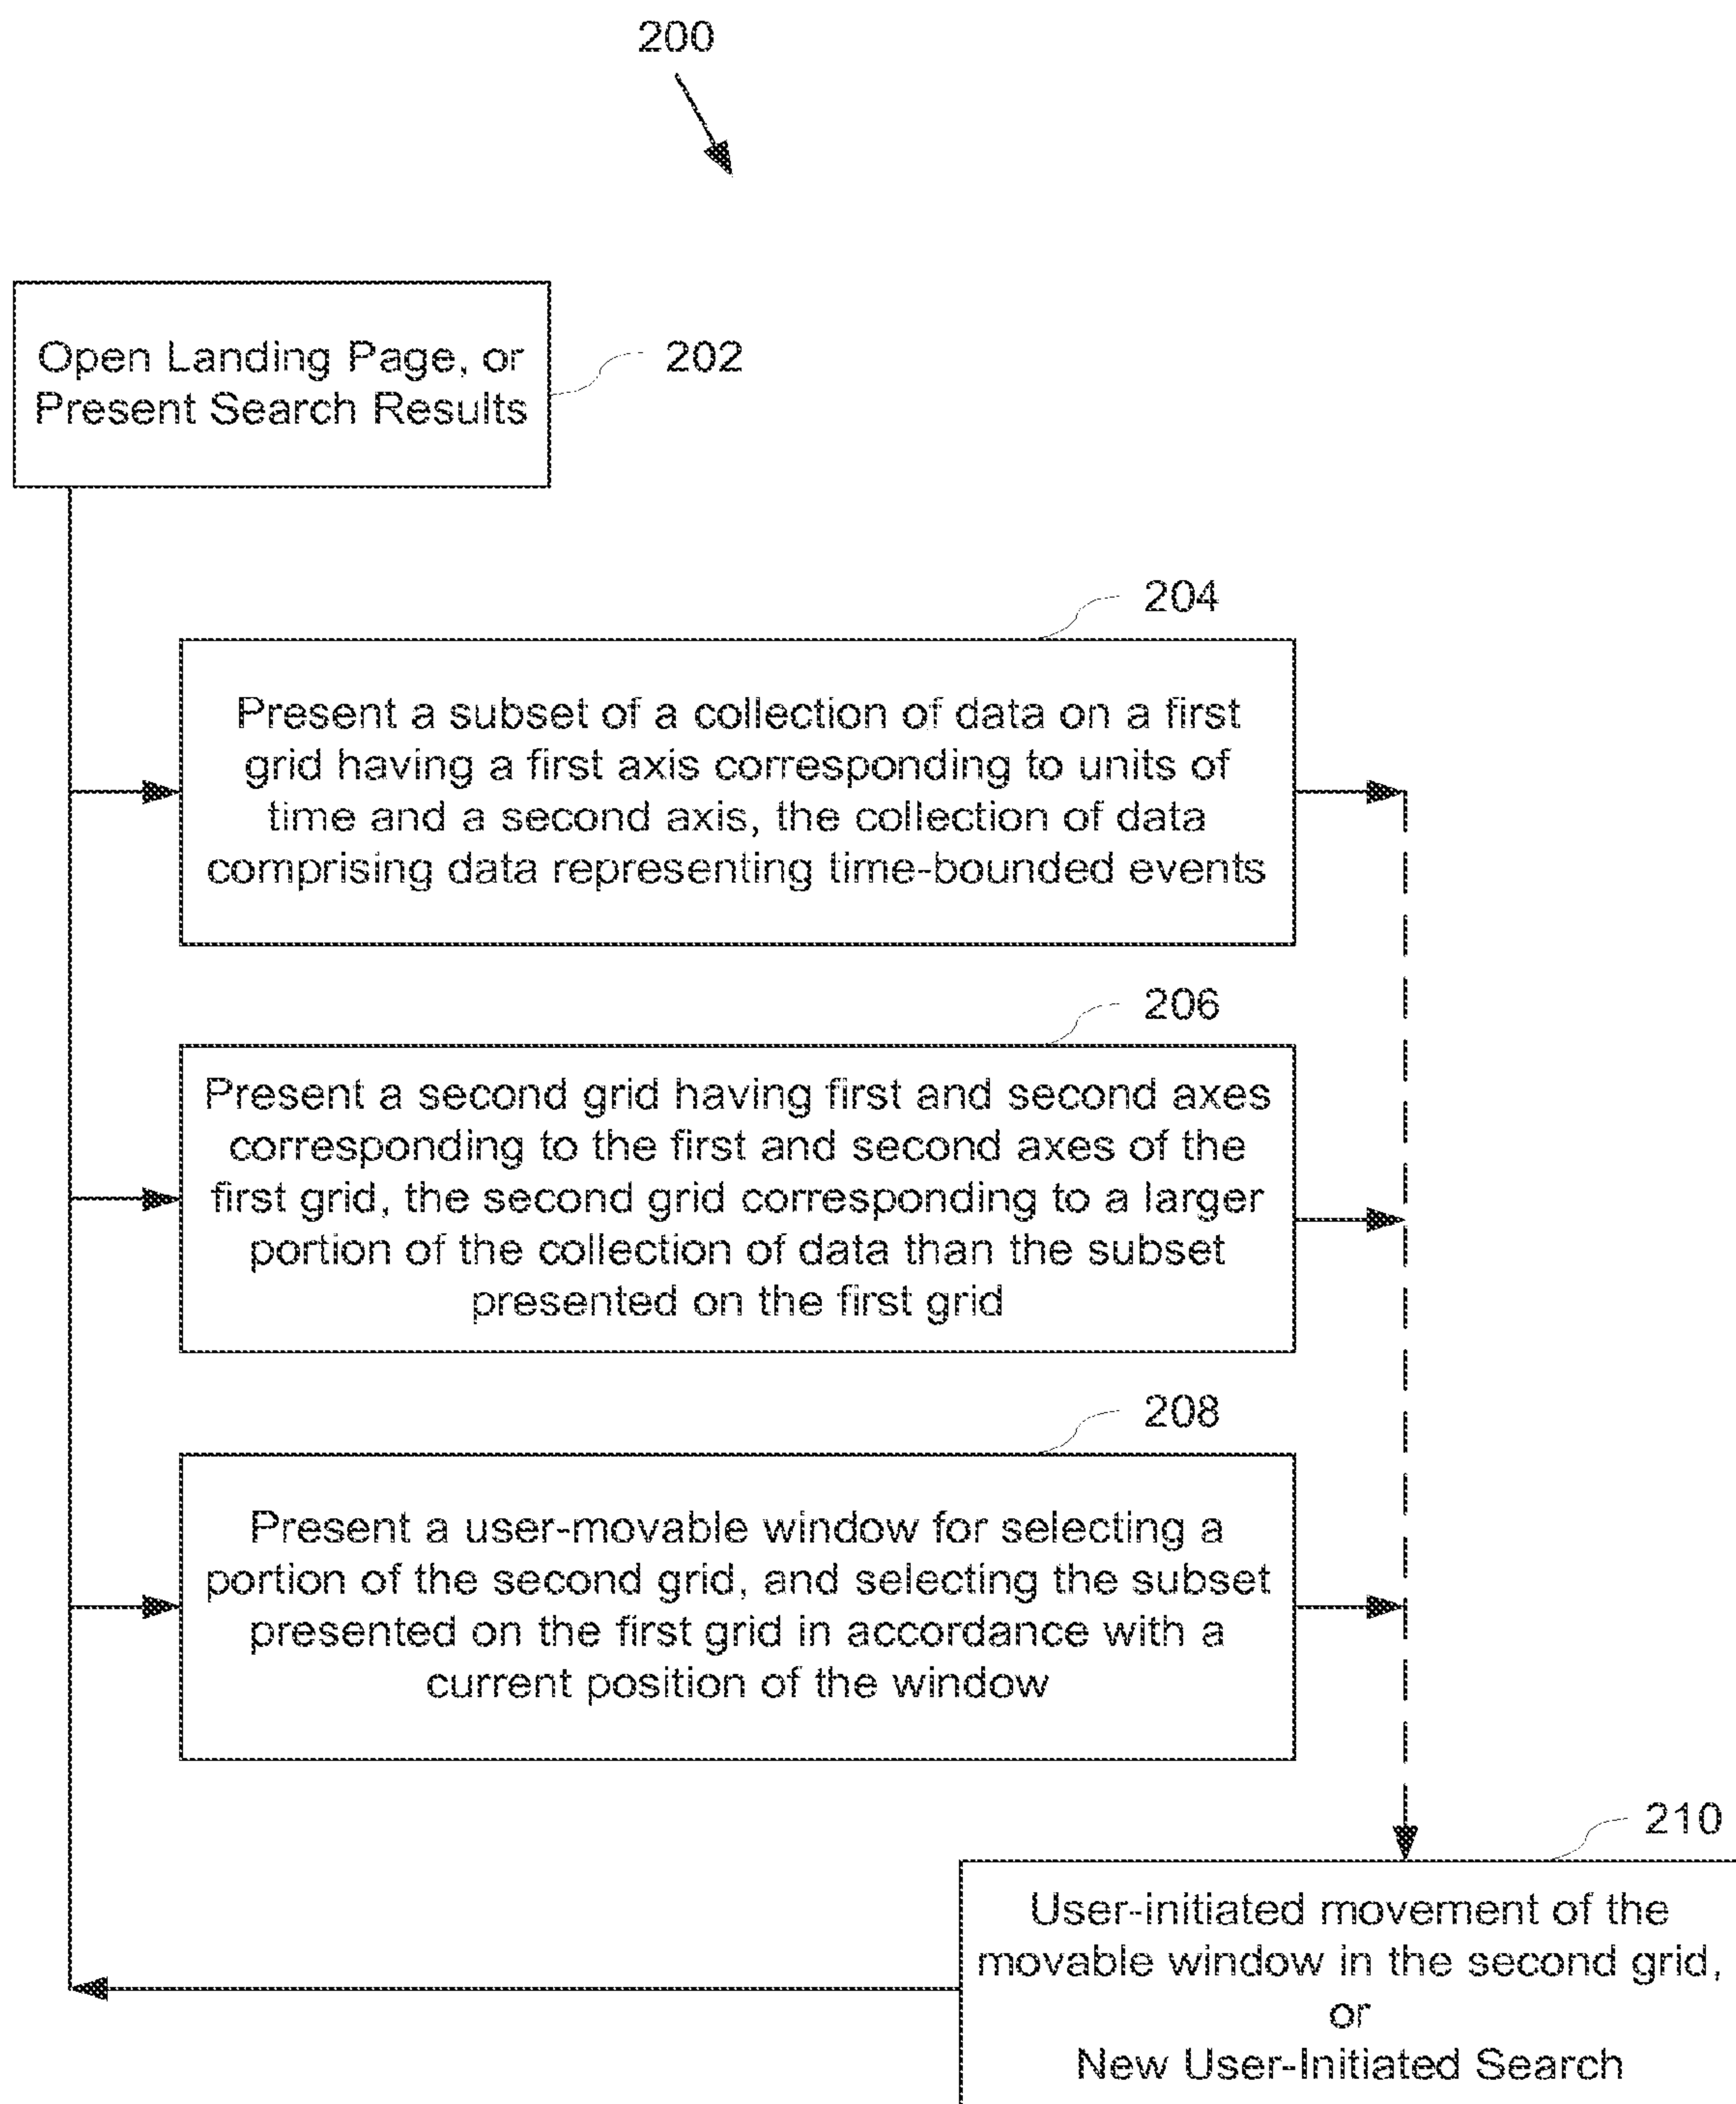 200
Open Landing Page, or
Present Search Results
202
204
Present a subset of a collection of data on a first
grid having a first axis corresponding to units of
time and a second axis, the collection of data
comprising data representing time-bounded events
206
Present a second grid having first and second axes
corresponding to the first and second axes of the
first grid, the second grid corresponding to a larger
portion of the collection of data than the subset
presented on the first grid
208
Present a user-movable window for selecting a
portion of the second grid, and selecting the subset
presented on the first grid in accordance with a
current position of the window
210
User-initiated movement of the
movable window in the second grid,
or
New User-Initiated Search